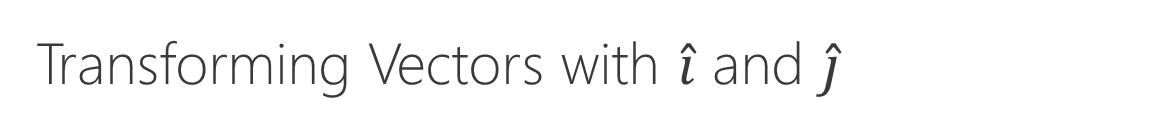 Transforming Vectors with î and ĵ